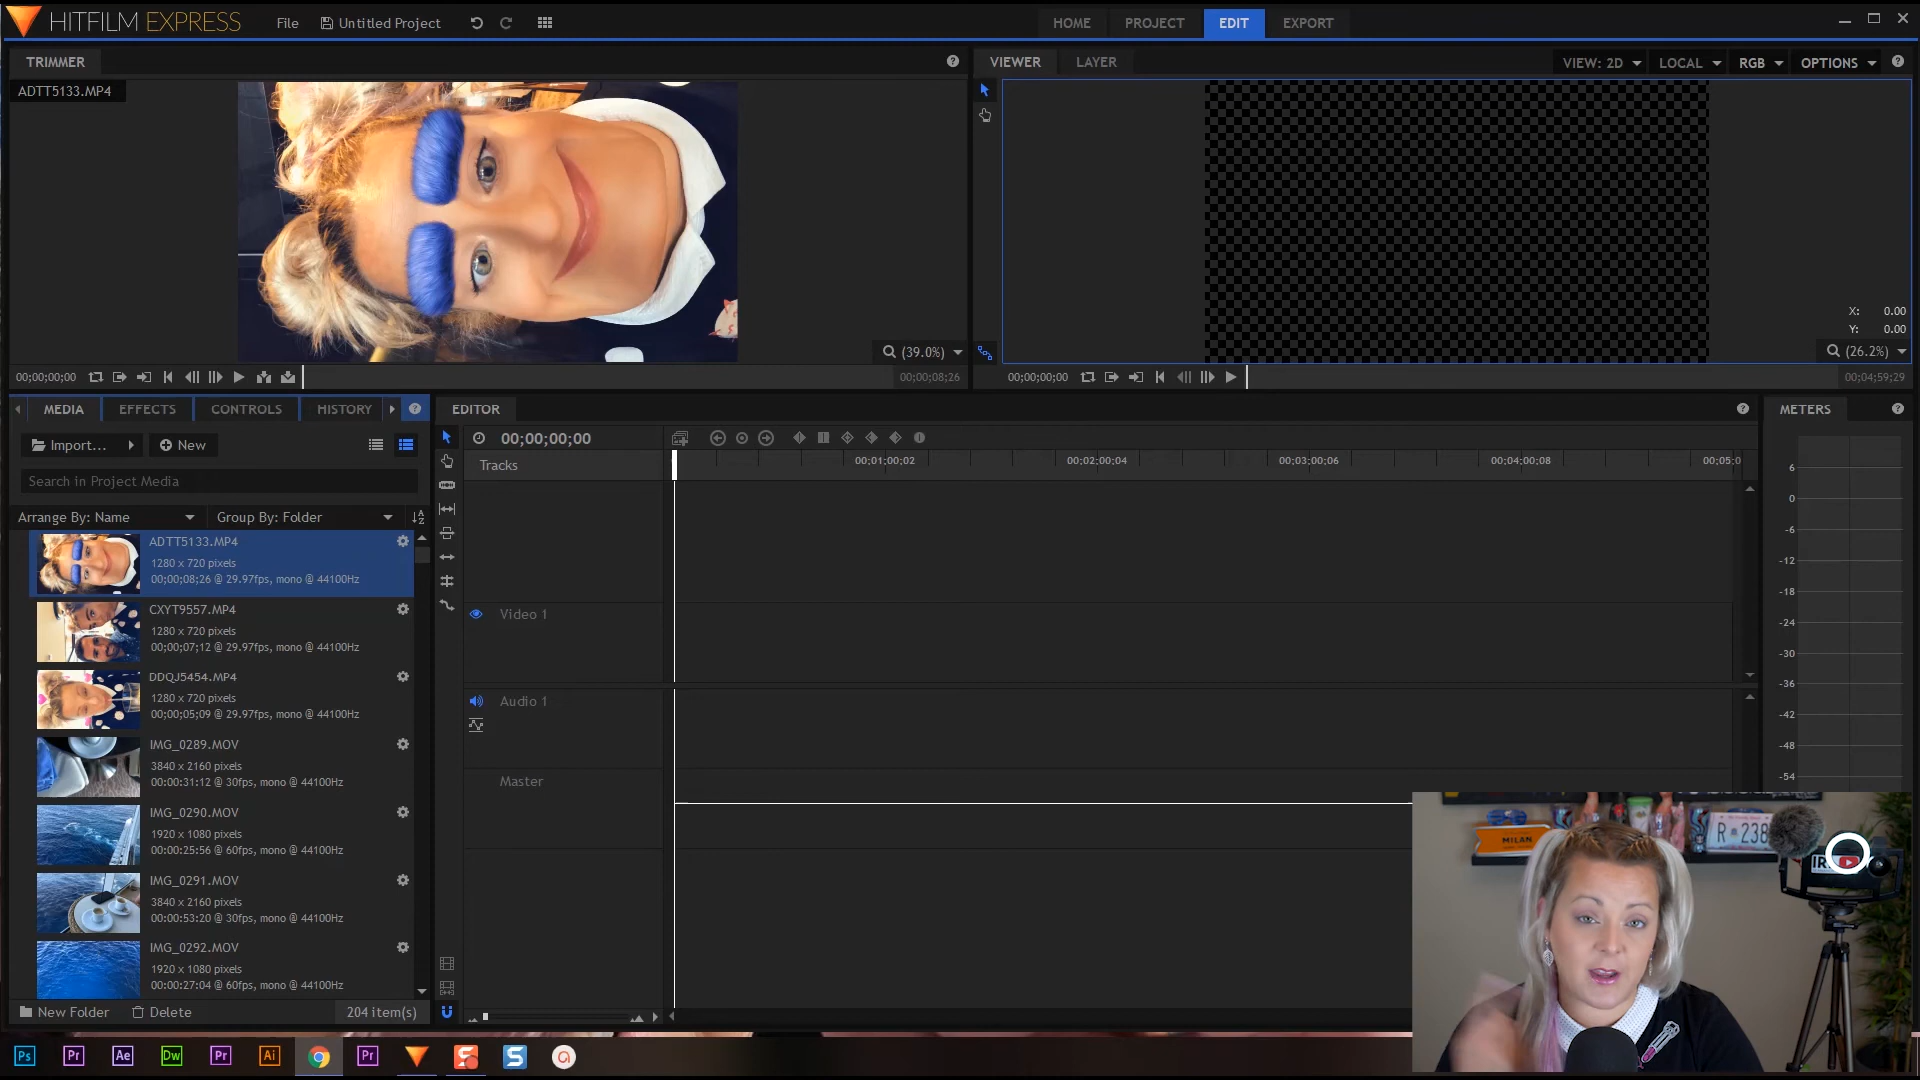 HITFILM EXPRESS
File
Untitled Project
HOME
PROJECT
EDIT
EXPORT
TRIMMER
VIEWER
LAYER
VIEW: 2D
LOCAL
RGB
OPTIONS
ADTT5133.MP4
X: 0.00
Y: 0.00
(39.0%)
(26.2%)
00;00;00;00
00;00;08;26
00;00;00;00
00;04;59;29
MEDIA
EFFECTS
CONTROLS
HISTORY
EDITOR
METERS
Import...
New
00;00;00;00
Tracks
00;01;00;02
00;02;00;04
00;03;00;06
00;04;00;08
00;05;0
Search in Project Media
Arrange By: Name
Group By: Folder
ADTT5133.MP4
1280 x 720 pixels
00;00;08;26 @ 29.97fps, mono @ 44100Hz
CXYT9557.MP4
1280 x 720 pixels
00;00;07;12 @ 29.97fps, mono @ 44100Hz
DDQJ5454.MP4
1280 x 720 pixels
00;00;05;09 @ 29.97fps, mono @ 44100Hz
IMG_0289.MOV
3840 x 2160 pixels
00:00:31:12 @ 30fps, mono @ 44100Hz
IMG_0290.MOV
1920 x 1080 pixels
00:00:25:56 @ 60fps, mono @ 44100Hz
IMG_0291.MOV
3840 x 2160 pixels
00:00:53:20 @ 30fps, mono @ 44100Hz
IMG_0292.MOV
1920 x 1080 pixels
00:00:27:04 @ 60fps, mono @ 44100Hz
New Folder
Delete
204 item(s)
Video 1
Audio 1
Master
6
0
-6
-12
-18
-24
-30
-36
-42
-48
-54
MILAN
R 238
Ps
Pr
Ae
Dw
Pr
Ai
Pr
S
S